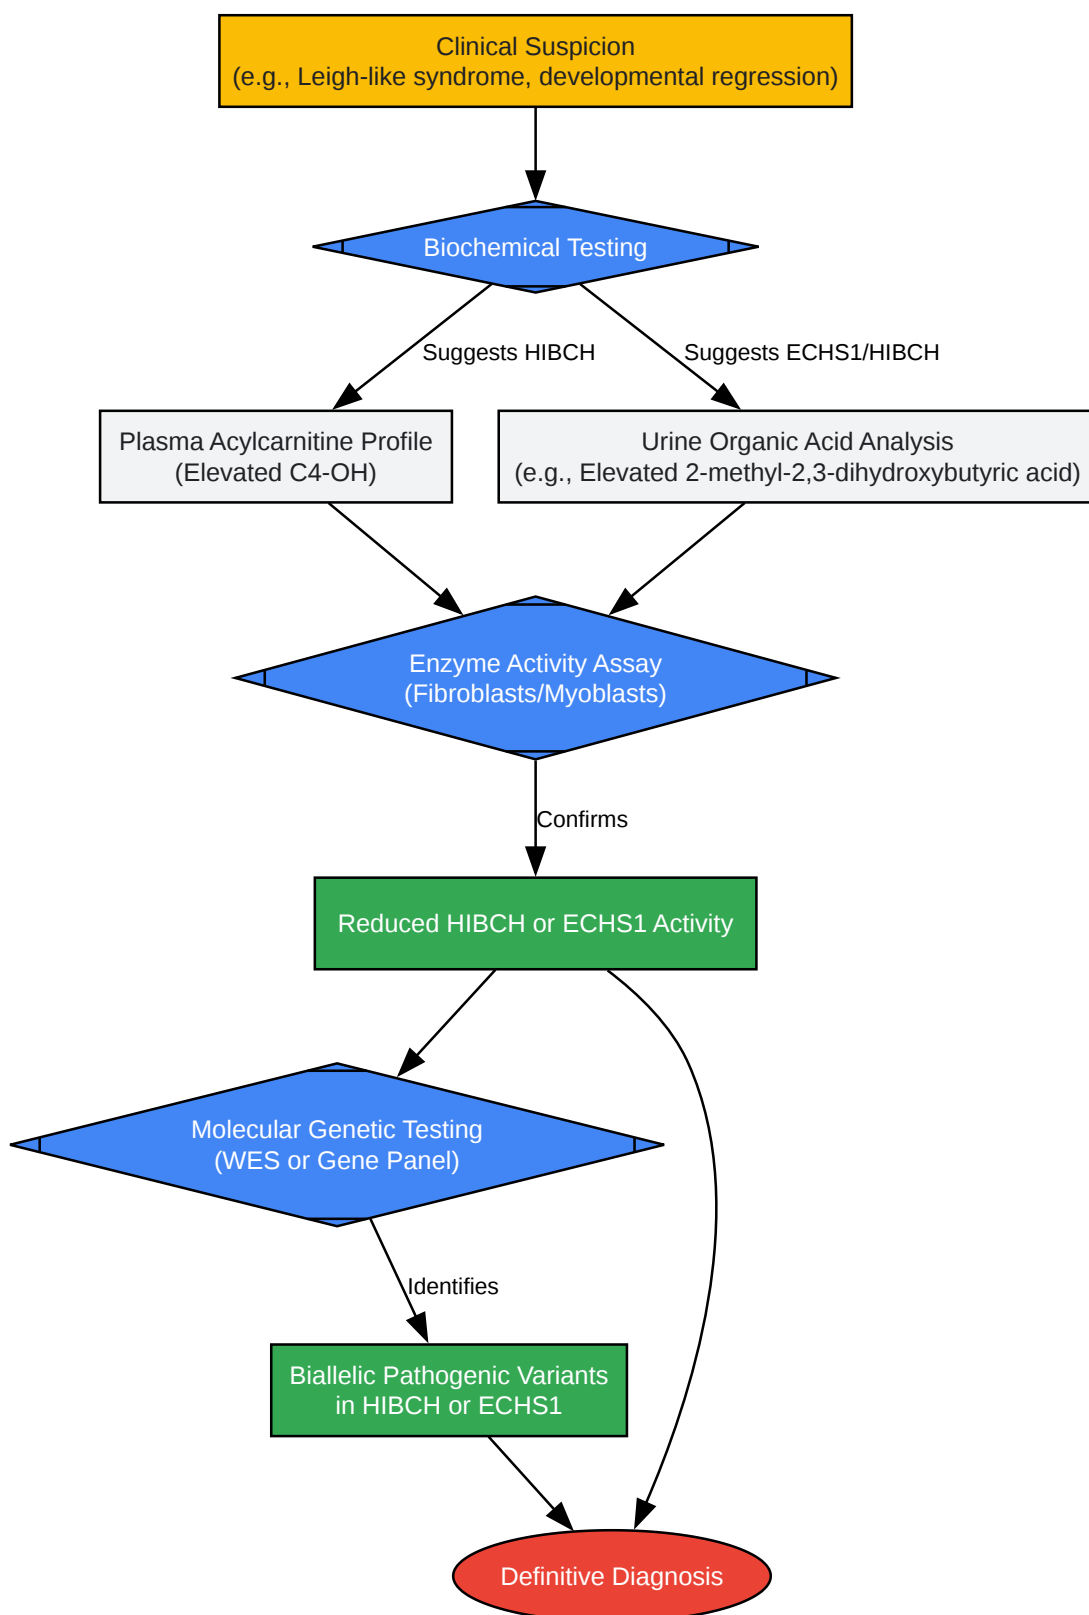 Clinical Suspicion
(e.g., Leigh-like syndrome, developmental regression)
Biochemical Testing
Suggests HIBCH
Suggests ECHS1/HIBCH
Plasma Acylcarnitine Profile
(Elevated C4-OH)
Urine Organic Acid Analysis
(e.g., Elevated 2-methyl-2,3-dihydroxybutyric acid)
Enzyme Activity Assay
(Fibroblasts/Myoblasts)
Confirms
Reduced HIBCH or ECHS1 Activity
Molecular Genetic Testing
(WES or Gene Panel)
Identifies
Biallelic Pathogenic Variants
in HIBCH or ECHS1
Definitive Diagnosis